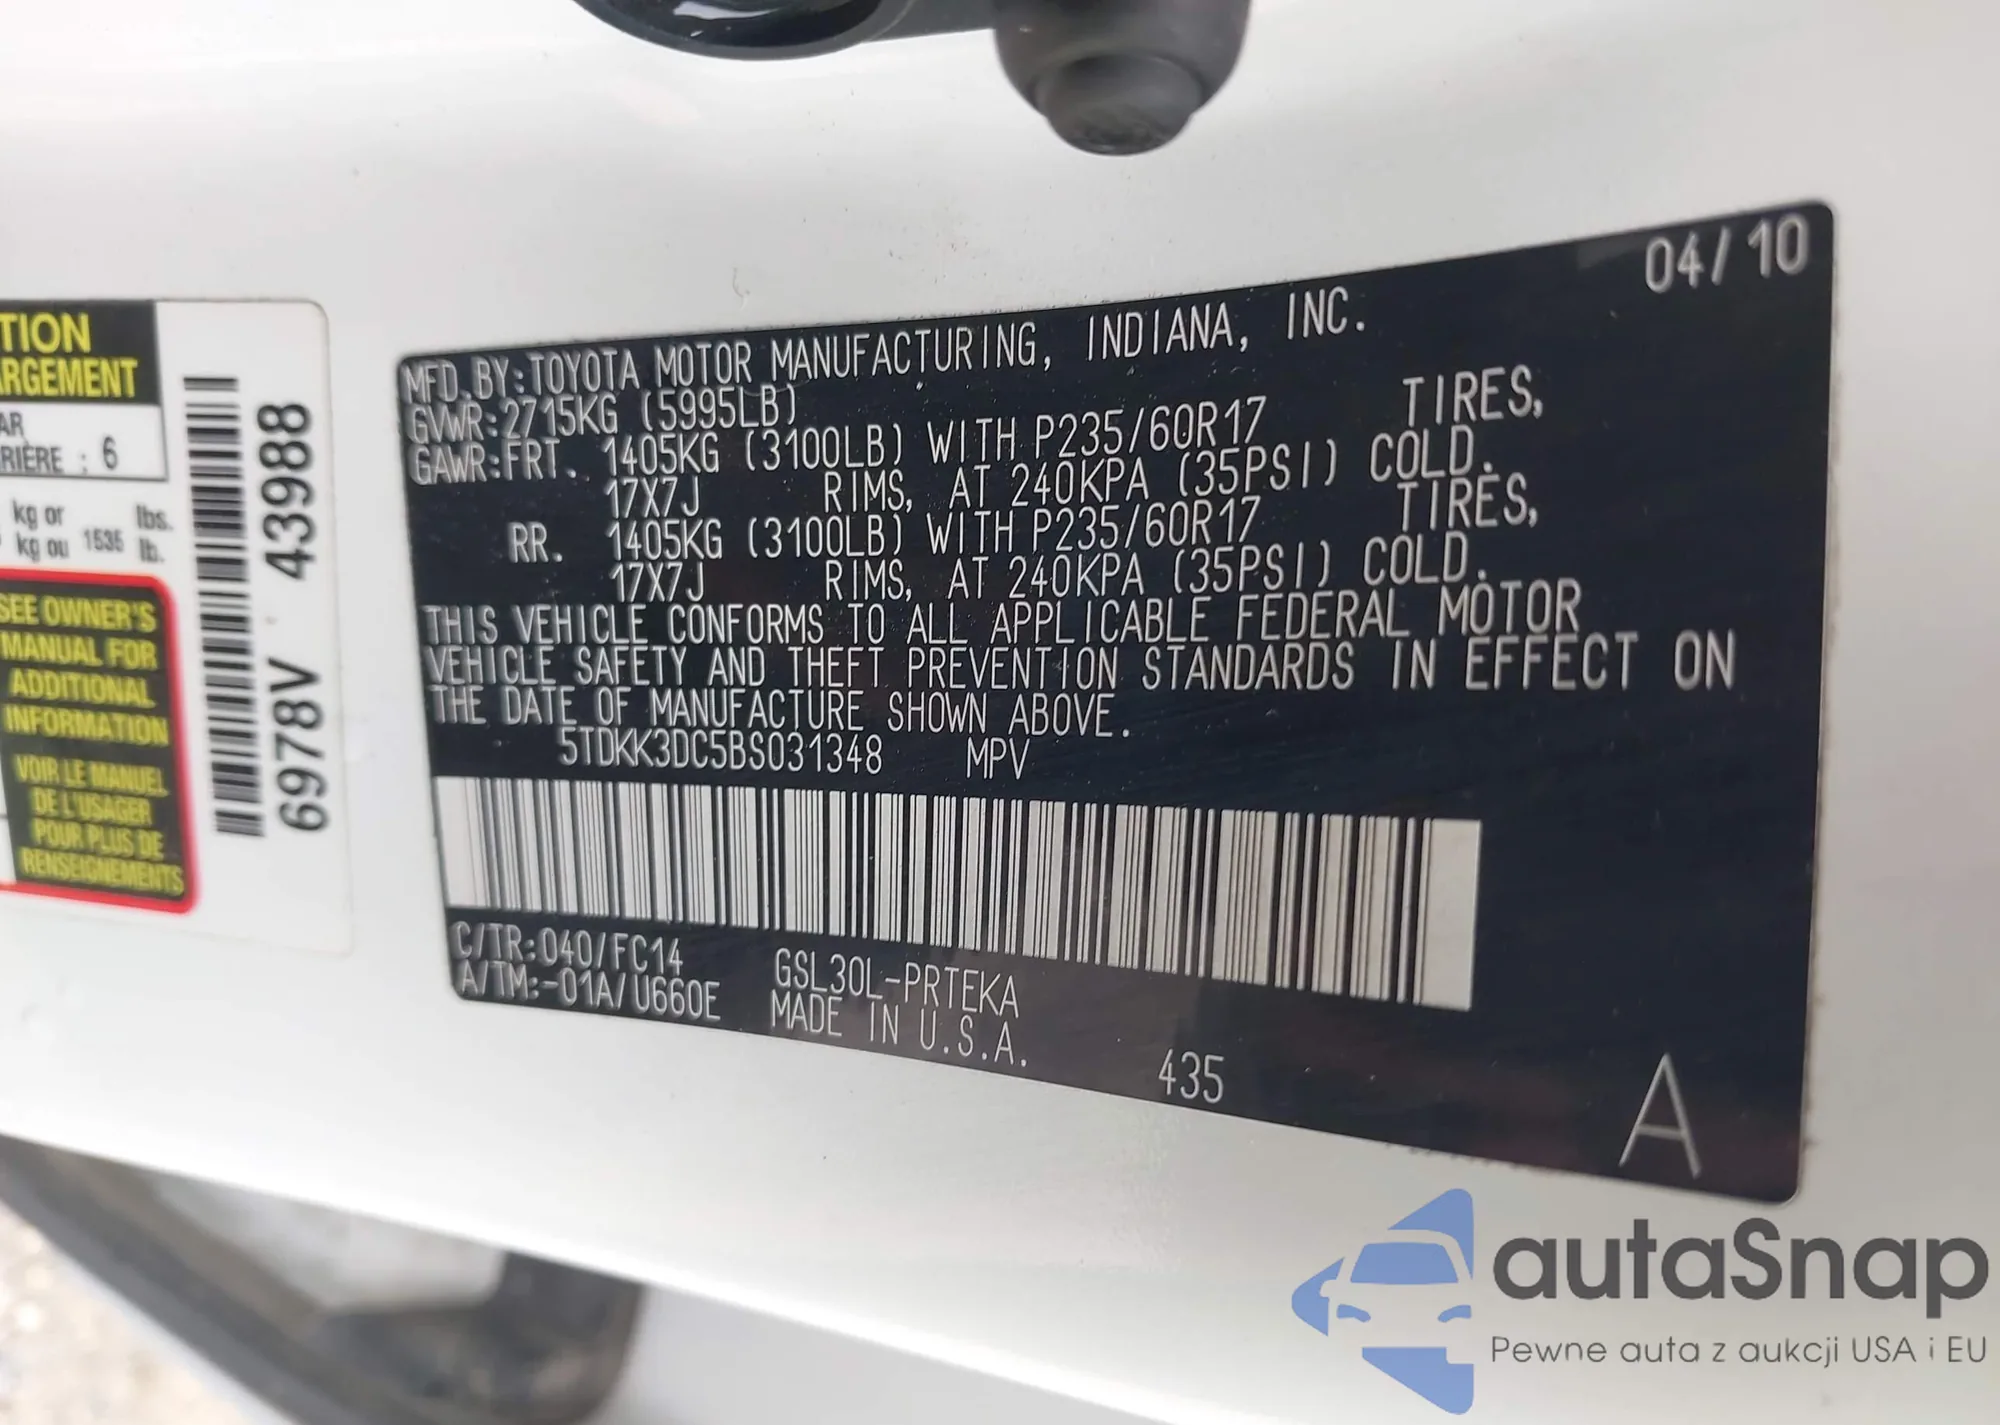 TION
RGEMENT
AR
RIÈRE : 6
kg or lbs.
kg ou 1535 lb.
SEE OWNER'S
MANUAL FOR
ADDITIONAL
INFORMATION
VOIR LE MANUEL
DE L'USAGER
POUR PLUS DE
RENSEIGNEMENTS
6978V 43988
04/10
MFD.BY:TOYOTA MOTOR MANUFACTURING, INDIANA, INC.
GVWR:2715KG (5995LB)
GAWR:FRT. 1405KG (3100LB) WITH P235/60R17 TIRES,
17X7J RIMS, AT 240KPA (35PSI) COLD.
RR. 1405KG (3100LB) WITH P235/60R17 TIRES,
17X7J RIMS, AT 240KPA (35PSI) COLD.
THIS VEHICLE CONFORMS TO ALL APPLICABLE FEDERAL MOTOR
VEHICLE SAFETY AND THEFT PREVENTION STANDARDS IN EFFECT ON
THE DATE OF MANUFACTURE SHOWN ABOVE.
5TDKK3DC5BS031348 MPV
C/TR:040/FC14
A/TM:-01A/U660E
GSL30L-PRTEKA
MADE IN U.S.A.
435
A
autaSnap
Pewne auta z aukcji USA i EU